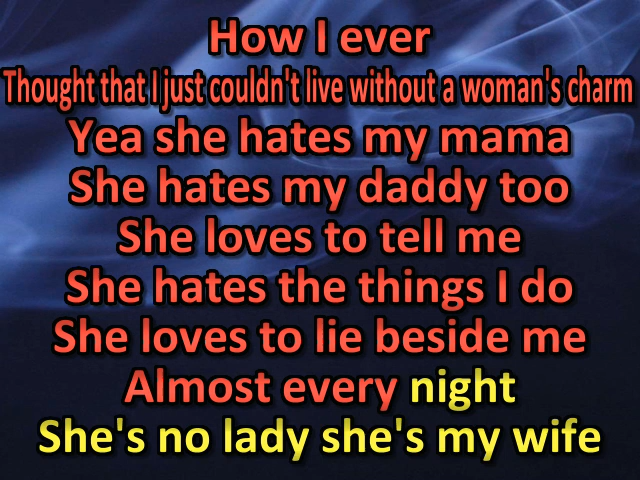 How I ever
Thought that I just couldn't live without a woman's charm
Yea she hates my mama
She hates my daddy too
She loves to tell me
She hates the things I do
She loves to lie beside me
Almost every night
She's no lady she's my wife